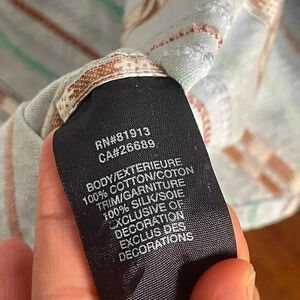 RN#81913
CA#26689
BODY/EXTERIEURE
100% COTTON/COTON
TRIM/GARNITURE
100% SILK/SOIE
EXCLUSIVE OF
DECORATION
EXCLUS DES
DECORATIONS